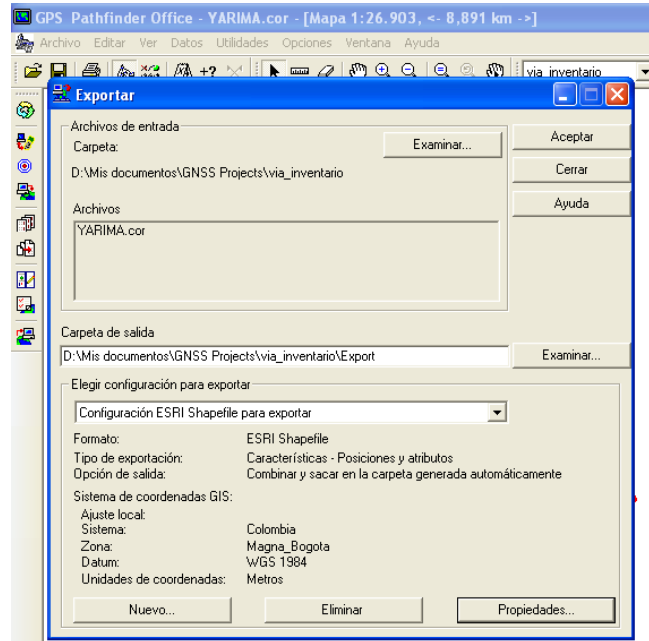 GPS Pathfinder Office - YARIMA.cor - [Mapa 1:26.903, <- 8,891 km ->]
Archivo Editar Ver Datos Utilidades Opciones Ventana Ayuda
via_inventario
Exportar
Archivos de entrada
Carpeta:
Examinar...
Aceptar
D:\Mis documentos\GNSS Projects\via_inventario
Cerrar
Archivos
Ayuda
YARIMA.cor
Carpeta de salida
D:\Mis documentos\GNSS Projects\via_inventario\Export
Examinar...
Elegir configuración para exportar
Configuración ESRI Shapefile para exportar
Formato: ESRI Shapefile
Tipo de exportación: Características - Posiciones y atributos
Opción de salida: Combinar y sacar en la carpeta generada automáticamente
Sistema de coordenadas GIS:
Ajuste local:
Sistema: Colombia
Zona: Magna_Bogota
Datum: WGS 1984
Unidades de coordenadas: Metros
Nuevo... Eliminar Propiedades...